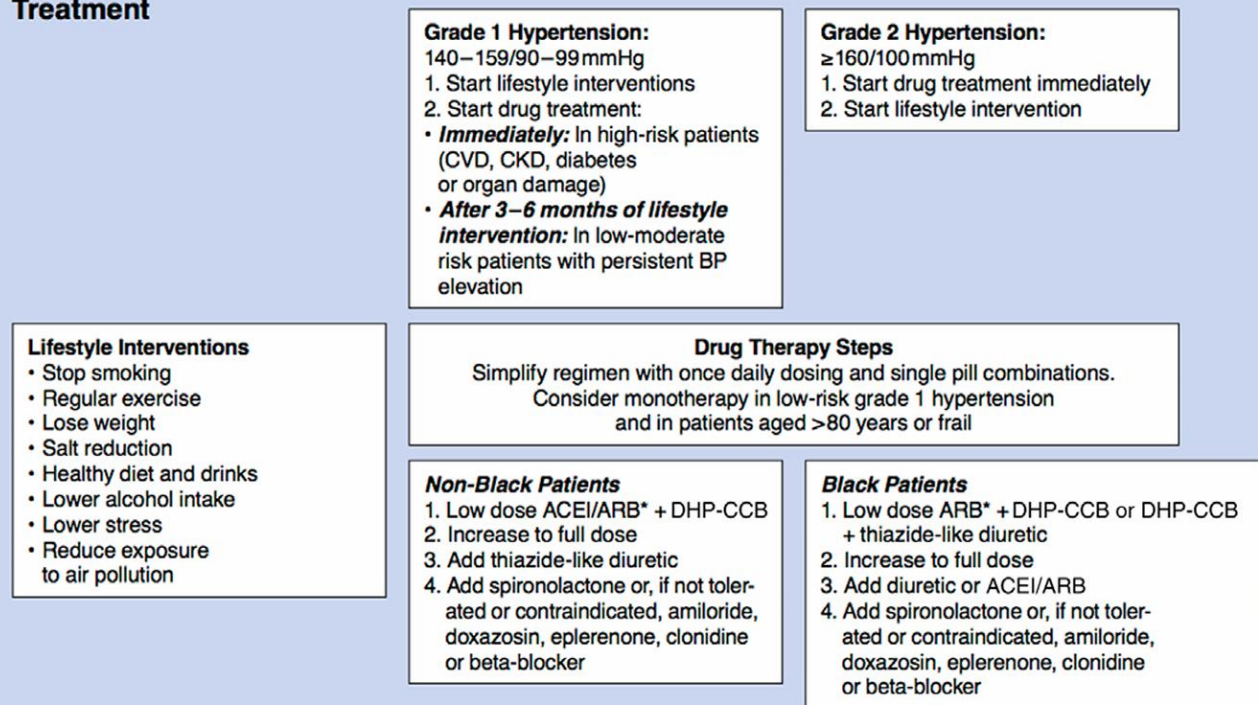 Treatment
Grade 1 Hypertension:
140–159/90–99mmHg
1. Start lifestyle interventions
2. Start drug treatment:
• Immediately: In high-risk patients
(CVD, CKD, diabetes
or organ damage)
• After 3–6 months of lifestyle
intervention: In low-moderate
risk patients with persistent BP
elevation
Grade 2 Hypertension:
≥160/100mmHg
1. Start drug treatment immediately
2. Start lifestyle intervention
Lifestyle Interventions
• Stop smoking
• Regular exercise
• Lose weight
• Salt reduction
• Healthy diet and drinks
• Lower alcohol intake
• Lower stress
• Reduce exposure
to air pollution
Drug Therapy Steps
Simplify regimen with once daily dosing and single pill combinations.
Consider monotherapy in low-risk grade 1 hypertension
and in patients aged >80 years or frail
Non-Black Patients
1. Low dose ACEI/ARB* + DHP-CCB
2. Increase to full dose
3. Add thiazide-like diuretic
4. Add spironolactone or, if not toler-
ated or contraindicated, amiloride,
doxazosin, eplerenone, clonidine
or beta-blocker
Black Patients
1. Low dose ARB* + DHP-CCB or DHP-CCB
+ thiazide-like diuretic
2. Increase to full dose
3. Add diuretic or ACEI/ARB
4. Add spironolactone or, if not toler-
ated or contraindicated, amiloride,
doxazosin, eplerenone, clonidine
or beta-blocker